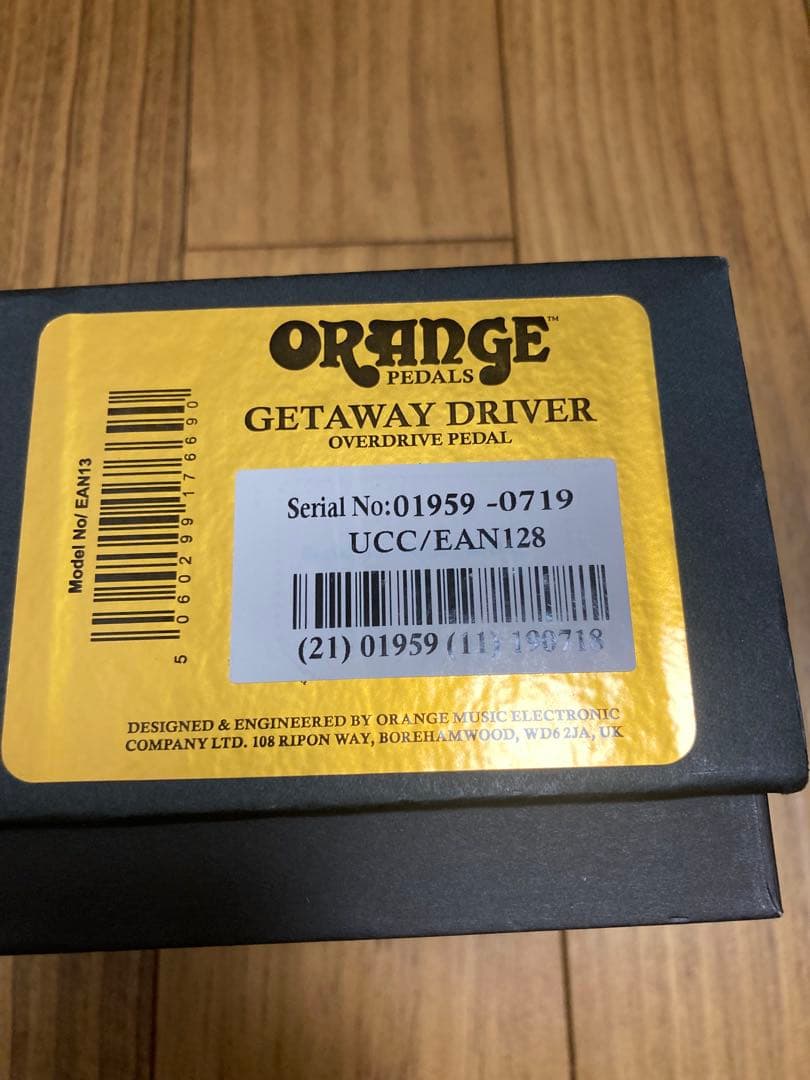 ORANGE™
PEDALS
GETAWAY DRIVER
OVERDRIVE PEDAL
Model No/ EAN13
5 060299 176690
Serial No:01959 -0719
UCC/EAN128
(21) 01959 (11) 190718
DESIGNED & ENGINEERED BY ORANGE MUSIC ELECTRONIC
COMPANY LTD. 108 RIPON WAY, BOREHAMWOOD, WD6 2JA, UK